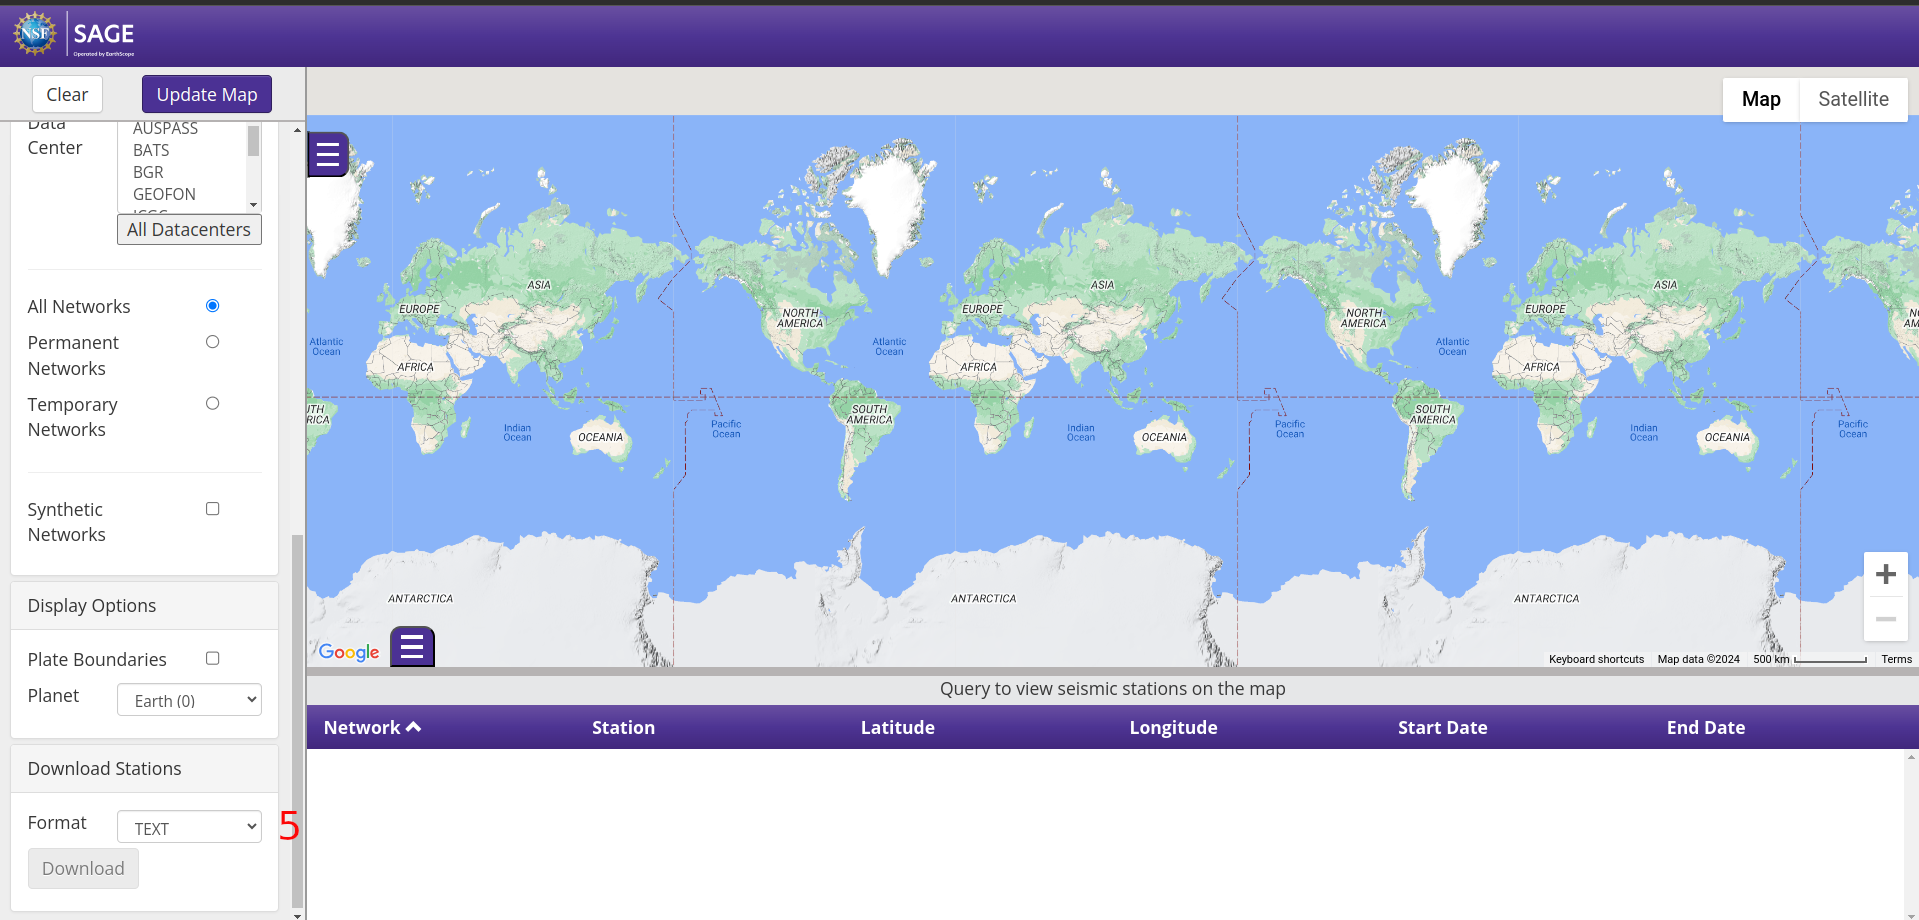 NSF
SAGE
Operated by EarthScope
Clear
Update Map
Data
Center
AUSPASS
BATS
BGR
GEOFON
All Datacenters
All Networks
Permanent
Networks
Temporary
Networks
Synthetic
Networks
Display Options
Plate Boundaries
Planet
Earth (0)
Download Stations
Format
TEXT
5
Download
Map
Satellite
ASIA
ASIA
ASIA
EUROPE
NORTH
AMERICA
EUROPE
NORTH
AMERICA
EUROPE
Atlantic
Ocean
Atlantic
Ocean
Atlantic
Ocean
AFRICA
AFRICA
AFRICA
SOUTH
AMERICA
SOUTH
AMERICA
Indian
Ocean
OCEANIA
Pacific
Ocean
Indian
Ocean
OCEANIA
Pacific
Ocean
Indian
Ocean
OCEANIA
Pacific
Ocean
ANTARCTICA
ANTARCTICA
ANTARCTICA
Google
Keyboard shortcuts
Map data ©2024
500 km
Terms
Query to view seismic stations on the map
Network Station Latitude Longitude Start Date End Date